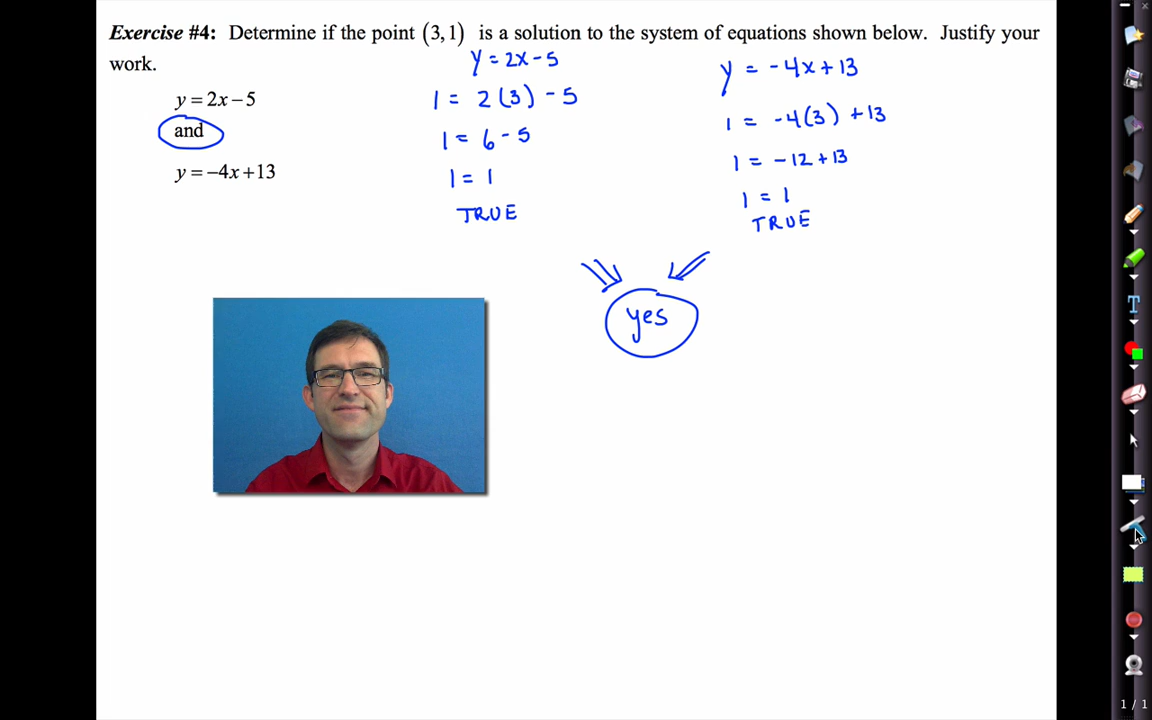 Exercise #4: Determine if the point (3,1) is a solution to the system of equations shown below. Justify your
work.
y = 2x – 5
and
y = –4x + 13
y = 2x - 5
1 = 2(3) - 5
1 = 6 - 5
1 = 1
TRUE
y = -4x + 13
1 = -4(3) + 13
1 = -12 + 13
1 = 1
TRUE
yes
T
1 / 1